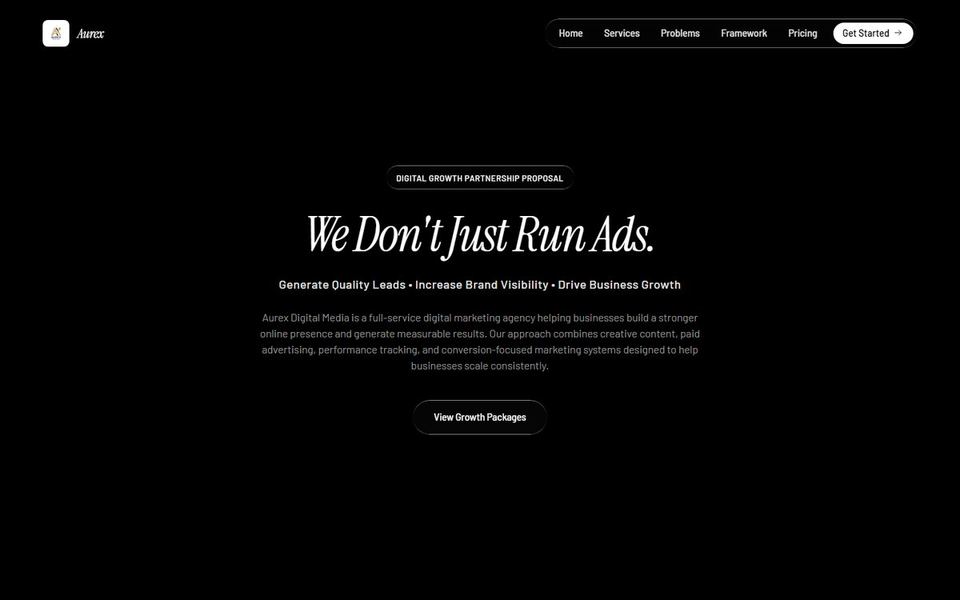 Aurex
Home Services Problems Framework Pricing Get Started →
DIGITAL GROWTH PARTNERSHIP PROPOSAL
We Don't Just Run Ads.
Generate Quality Leads • Increase Brand Visibility • Drive Business Growth
Aurex Digital Media is a full-service digital marketing agency helping businesses build a stronger
online presence and generate measurable results. Our approach combines creative content, paid
advertising, performance tracking, and conversion-focused marketing systems designed to help
businesses scale consistently.
View Growth Packages